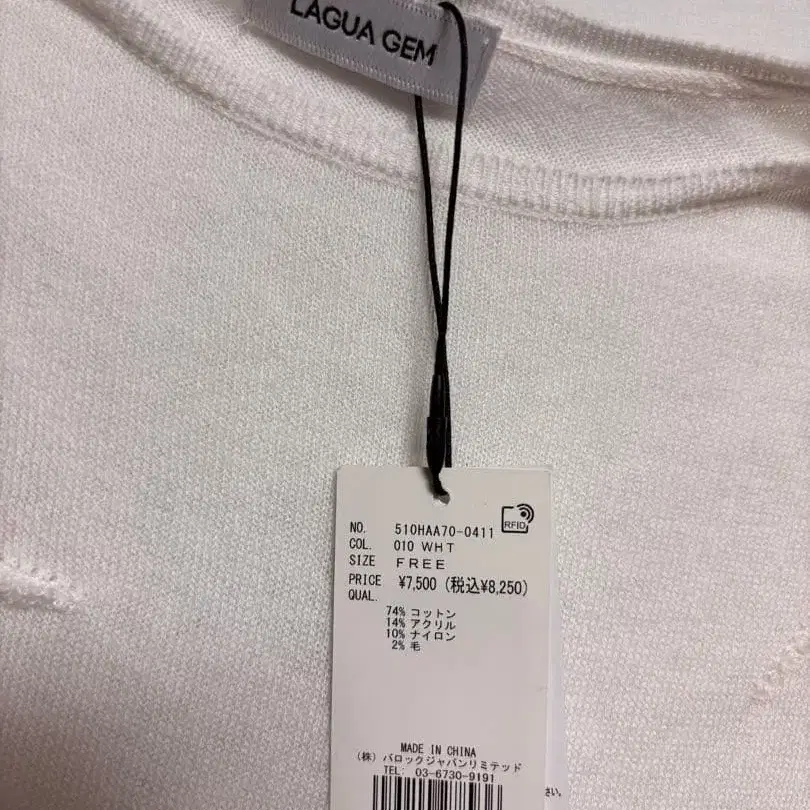 LAGUA GEM
RFID
NO. 510HAA70-0411
COL. 010 WHT
SIZE FREE
PRICE ¥7,500 (税込¥8,250)
QUAL.
74% コットン
14% アクリル
10% ナイロン
2% 毛
MADE IN CHINA
(株) バロックジャパンリミテッド
TEL: 03-6730-9191
さい。